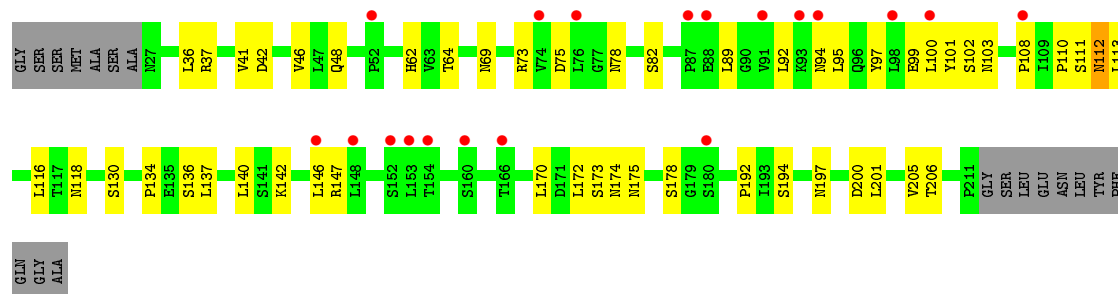 GLY SER SER MET ALA SER ALA N27 L36 R37 V41 D42 V46 L47 Q48 P52 H62 V63 T64 N69 R73 V74 D75 L76 G77 N78 S82 P87 E88 L89 G90 V91 L92 K93 N94 L95 Q96 Y97 L98 E99 L100 Y101 S102 N103 P108 I109 P110 S111 N112
L116 T117 N118 S130 P134 E135 S136 L137 L140 S141 K142 L146 R147 L148 S152 L153 T154 S160 T166 L170 D171 L172 S173 N174 N175 S178 G179 S180 P192 I193 S194 N197 D200 L201 V205 T206 P211 GLY SER LEU GLU ASN LEU TYR PHE
GLN GLY ALA